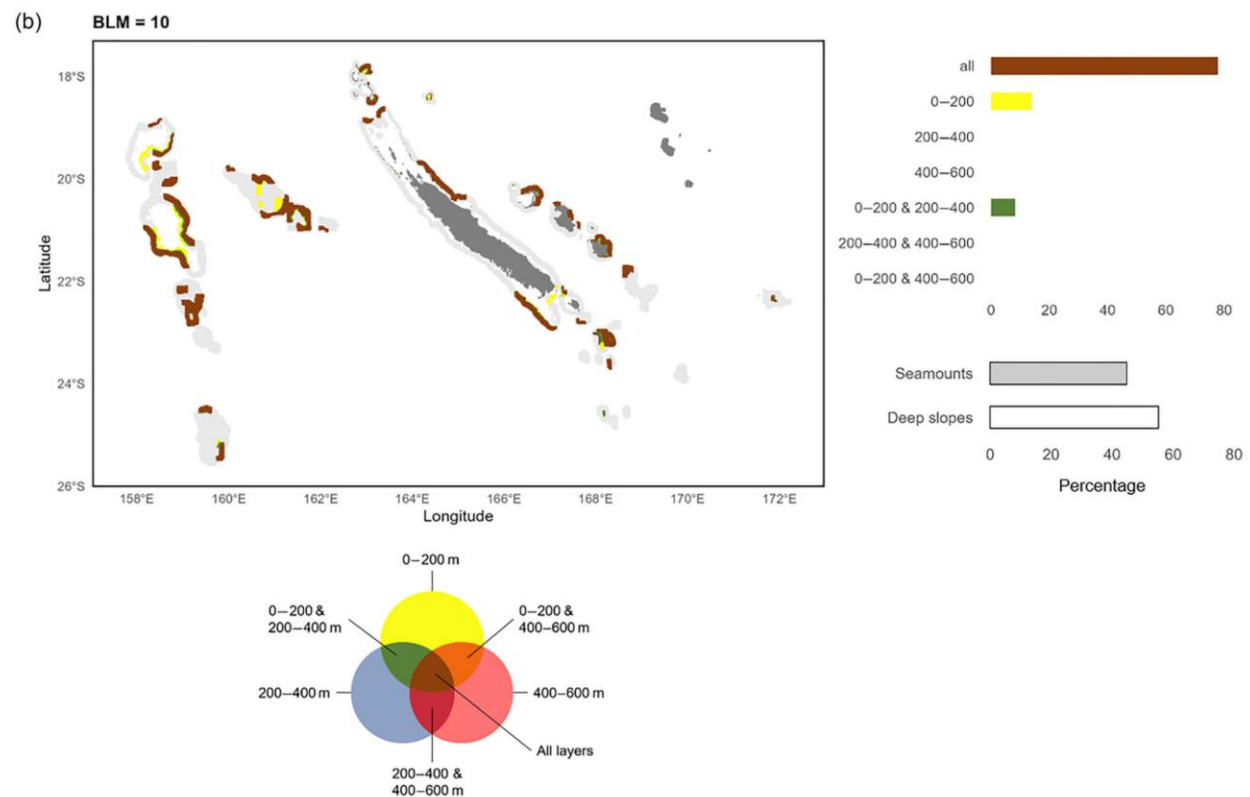 (b)
BLM = 10
18°S
20°S
22°S
24°S
26°S
Latitude
158°E 160°E 162°E 164°E 166°E 168°E 170°E 172°E
Longitude
all
0–200
200–400
400–600
0–200 & 200–400
200–400 & 400–600
0–200 & 400–600
0 20 40 60 80
Seamounts
Deep slopes
0 20 40 60 80
Percentage
0–200 m
0–200 &
200–400 m
0–200 &
400–600 m
200–400 m
400–600 m
All layers
200–400 &
400–600 m